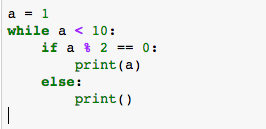 a = 1
while a < 10:
    if a % 2 == 0:
        print(a)
    else:
        print()